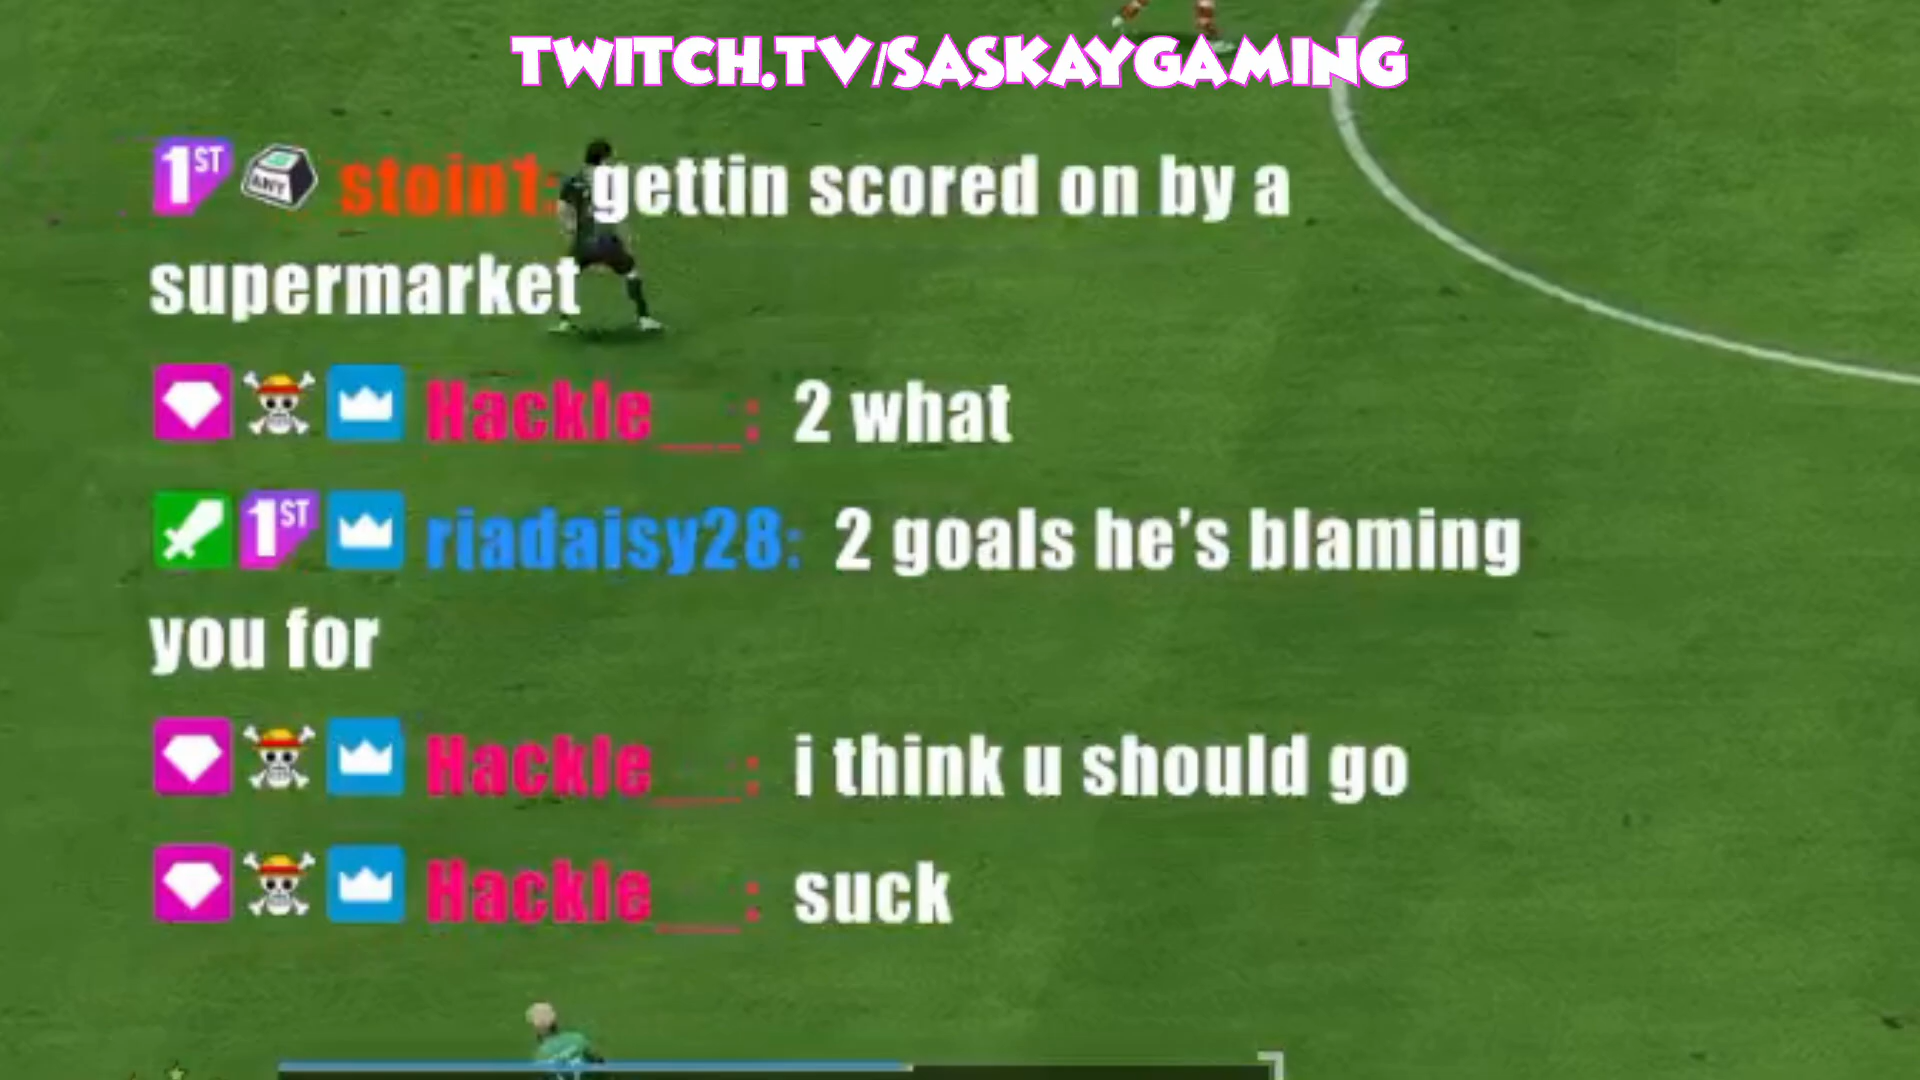 TWITCH.TV/SASKAYGAMING
1ST ANY stoin1: gettin scored on by a
supermarket
Hackle__: 2 what
1ST riadaisy28: 2 goals he’s blaming
you for
Hackle__: i think u should go
Hackle__: suck